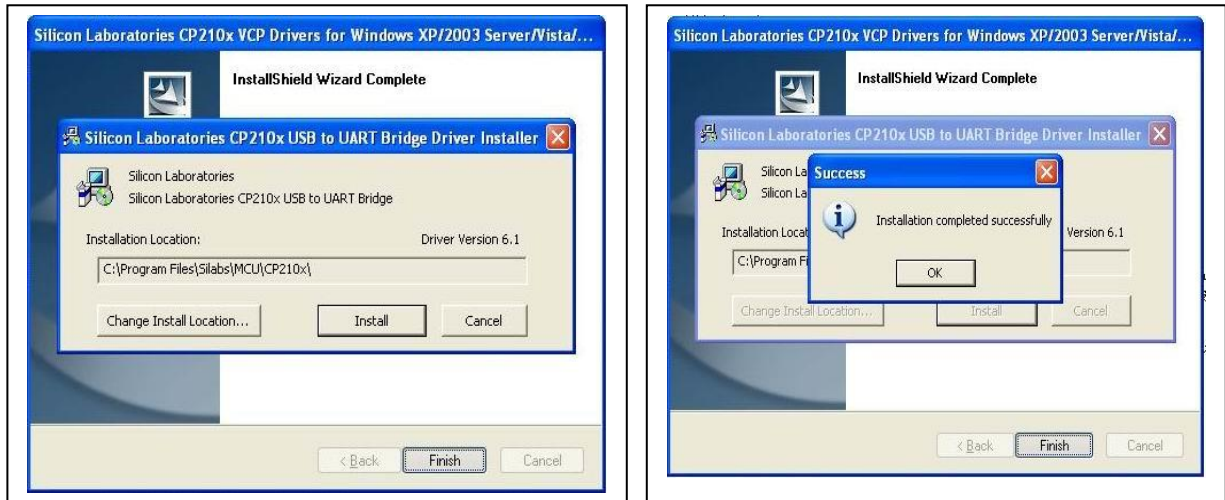 Silicon Laboratories CP210x VCP Drivers for Windows XP/2003 Server/Vista/...
InstallShield Wizard Complete
Silicon Laboratories CP210x USB to UART Bridge Driver Installer
Silicon Laboratories
Silicon Laboratories CP210x USB to UART Bridge
Installation Location:
Driver Version 6.1
C:\Program Files\Silabs\MCU\CP210x\
Change Install Location...
Install
Cancel
< Back
Finish
Cancel
Silicon Laboratories CP210x VCP Drivers for Windows XP/2003 Server/Vista/...
InstallShield Wizard Complete
Silicon Laboratories CP210x USB to UART Bridge Driver Installer
Silicon La
Silicon La
Success
Installation completed successfully
OK
Installation Locat
Version 6.1
C:\Program Fi
Change Install Location...
Install
Cancel
< Back
Finish
Cancel